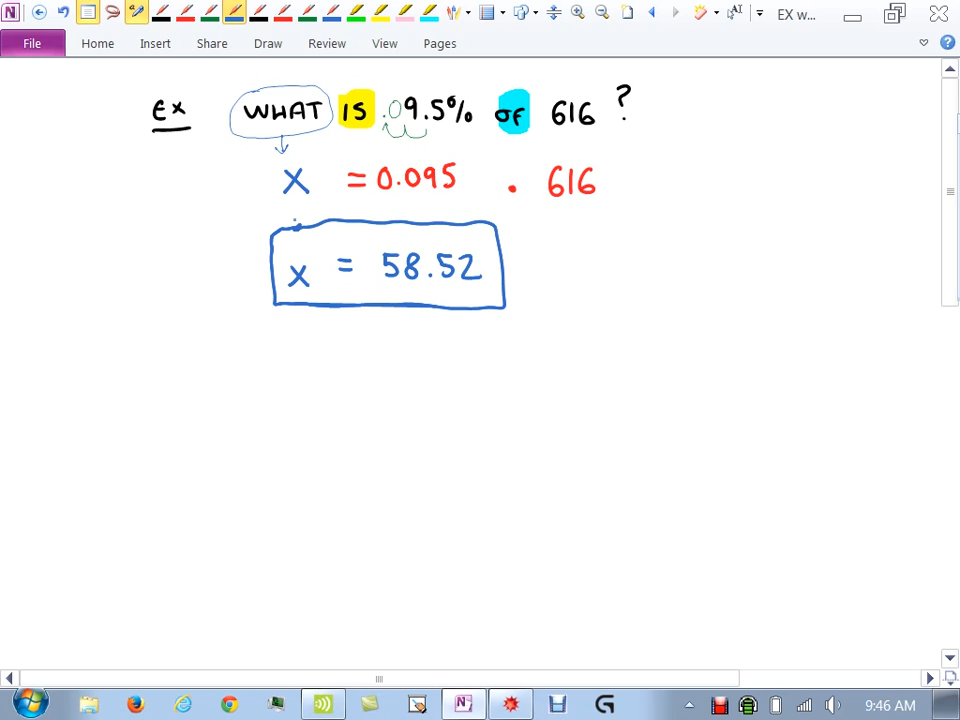 EX w...
File Home Insert Share Draw Review View Pages
Ex WHAT IS .09.5% OF 616 ?
X = 0.095 . 616
X = 58.52
9:46 AM